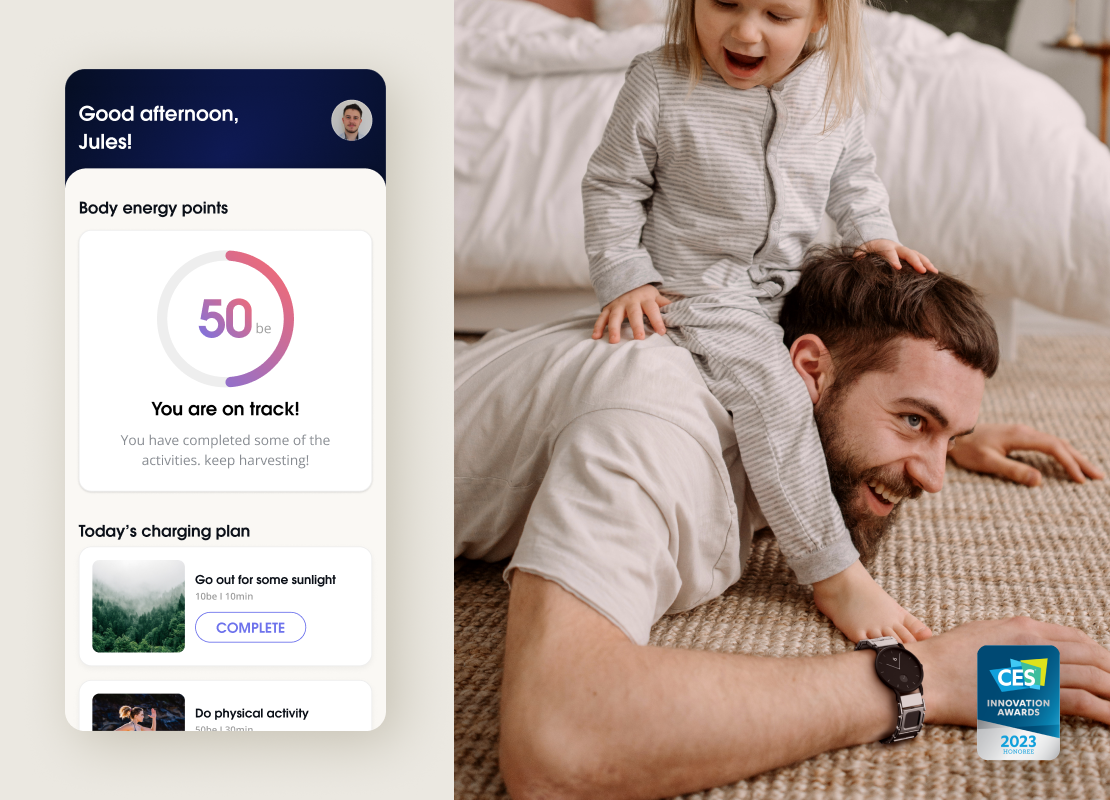 Good afternoon,
Jules!
Body energy points
50 be
You are on track!
You have completed some of the
activities. keep harvesting!
Today's charging plan
Go out for some sunlight
10be | 10min
COMPLETE
Do physical activity
50be | 30min
CES
INNOVATION
AWARDS
2023
HONOREE